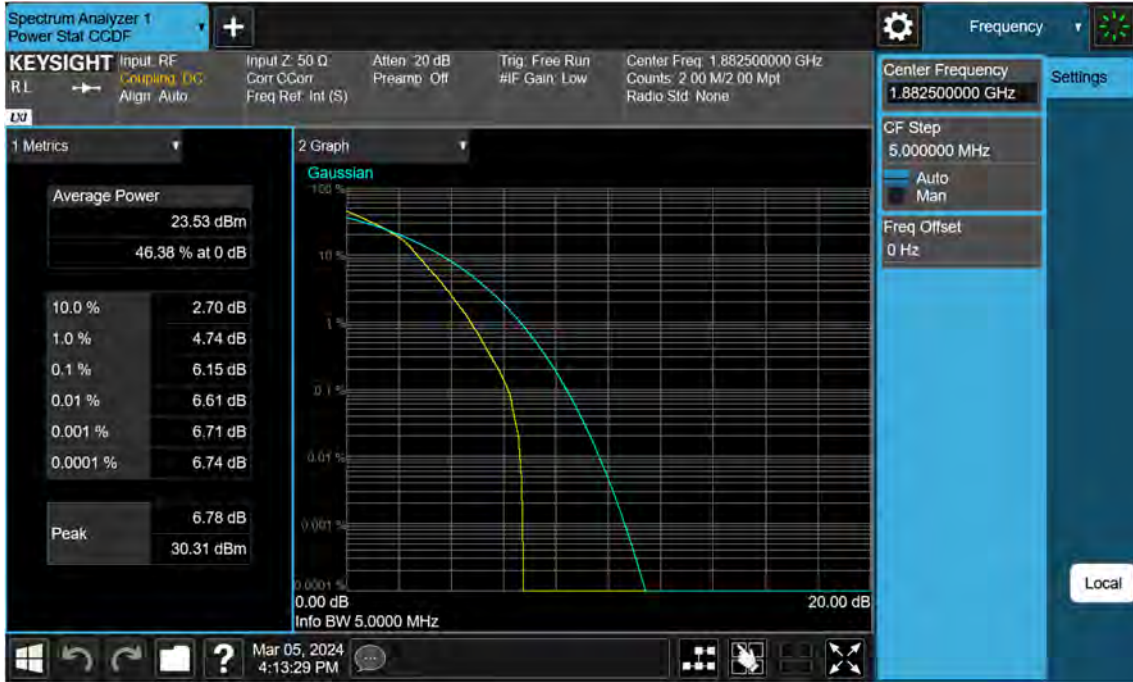 Spectrum Analyzer 1
Power Stat CCDF
Frequency
KEYSIGHT
R L
LXI
Input: RF
Coupling: DC
Align: Auto
Input Z: 50 Ω
Corr CCorr
Freq Ref: Int (S)
Atten: 20 dB
Preamp: Off
Trig: Free Run
#IF Gain: Low
Center Freq: 1.882500000 GHz
Counts: 2.00 M/2.00 Mpt
Radio Std: None
Center Frequency
1.882500000 GHz
Settings
CF Step
5.000000 MHz
Auto
Man
Freq Offset
0 Hz
1 Metrics
Average Power
23.53 dBm
46.38 % at 0 dB
10.0 % 2.70 dB
1.0 % 4.74 dB
0.1 % 6.15 dB
0.01 % 6.61 dB
0.001 % 6.71 dB
0.0001 % 6.74 dB
Peak 6.78 dB
30.31 dBm
2 Graph
Gaussian
100 %
10 %
1 %
0.1 %
0.01 %
0.001 %
0.0001 %
0.00 dB 20.00 dB
Info BW 5.0000 MHz
Local
?
Mar 05, 2024
4:13:29 PM